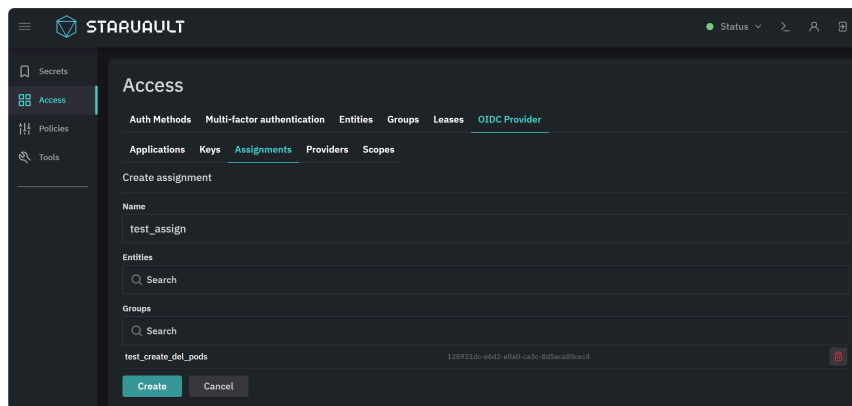 STARVAULT
Status
Secrets
Access
Policies
Tools
Access
Auth Methods Multi-factor authentication Entities Groups Leases OIDC Provider
Applications Keys Assignments Providers Scopes
Create assignment
Name
test_assign
Entities
Search
Groups
Search
test_create_del_pods 128931dc-e6d2-e0a0-ca3c-8d5aca80cec4
Create Cancel